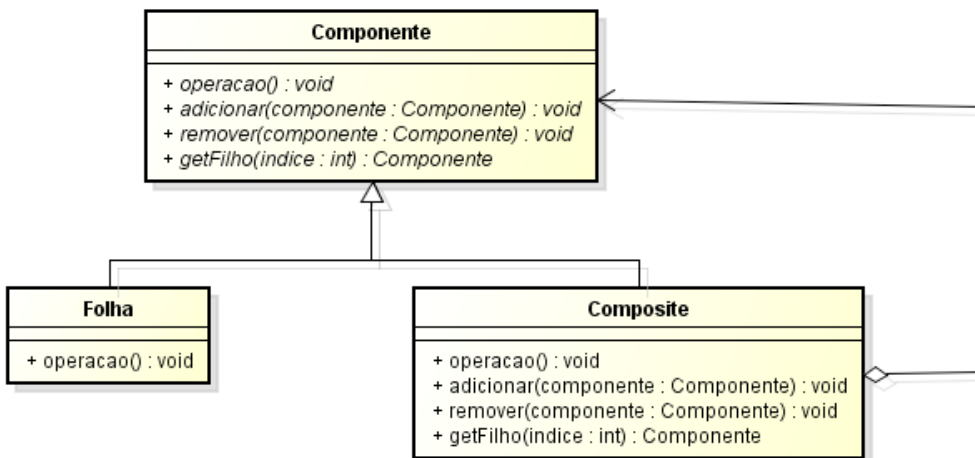 Componente
+ operacao() : void
+ adicionar(componente : Componente) : void
+ remover(componente : Componente) : void
+ getFilho(indice : int) : Componente
Folha
+ operacao() : void
Composite
+ operacao() : void
+ adicionar(componente : Componente) : void
+ remover(componente : Componente) : void
+ getFilho(indice : int) : Componente